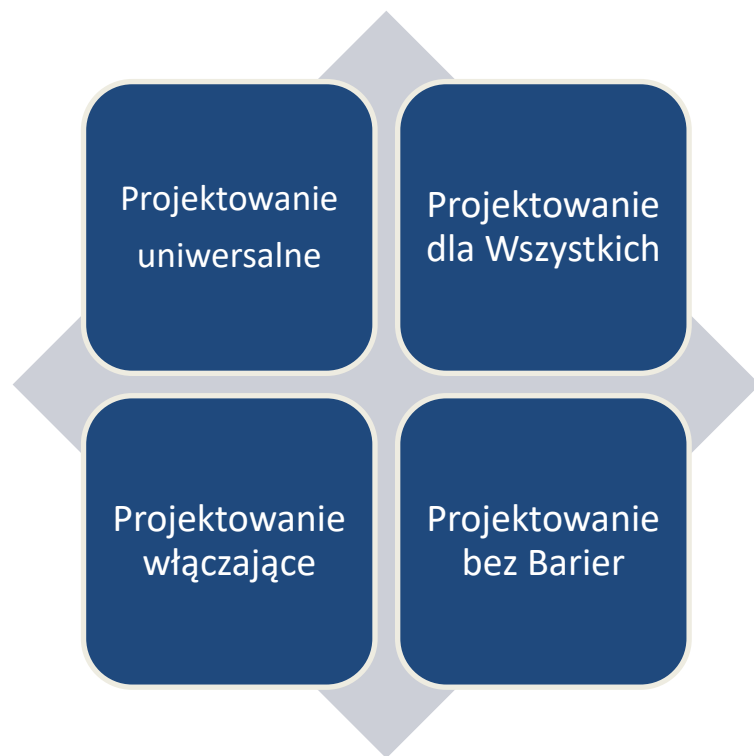 Projektowanie
uniwersalne
Projektowanie
dla Wszystkich
Projektowanie
włączające
Projektowanie
bez Barier